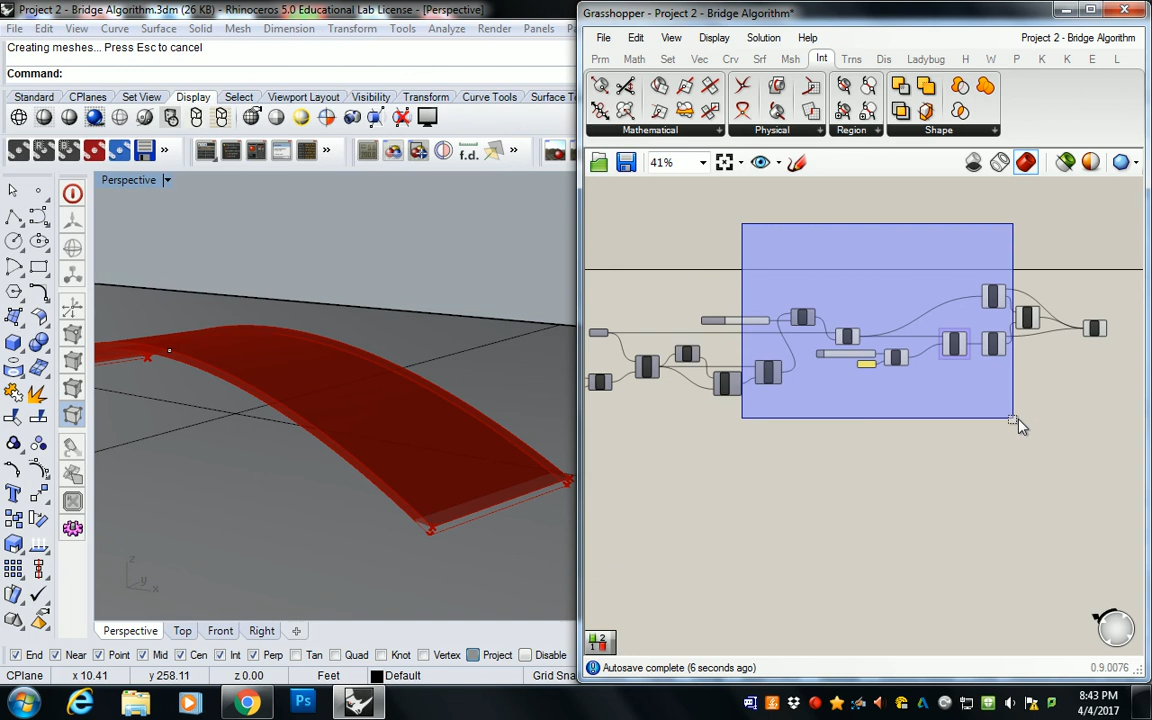 Project 2 - Bridge Algorithm.3dm (26 KB) - Rhinoceros 5.0 Educational Lab License - [Perspective]
File Edit View Curve Surface Solid Mesh Dimension Transform Tools Analyze Render Panels
Creating meshes... Press Esc to cancel
Command:
Standard CPlanes Set View Display Select Viewport Layout Visibility Transform Curve Tools Surface To
f.d.
Perspective
z
y
x
Perspective Top Front Right
End Near Point Mid Cen Int Perp Tan Quad Knot Vertex Project Disable
CPlane x 10.41 y 258.11 z 0.00 Feet Default Grid Snap
Grasshopper - Project 2 - Bridge Algorithm*
File Edit View Display Solution Help Project 2 - Bridge Algorithm
Prm Math Set Vec Crv Srf Msh Int Trns Dis Ladybug H W P K K E L
Mathematical Physical Region Shape
41%
Autosave complete (6 seconds ago) 0.9.0076
Ps
8:43 PM
4/4/2017